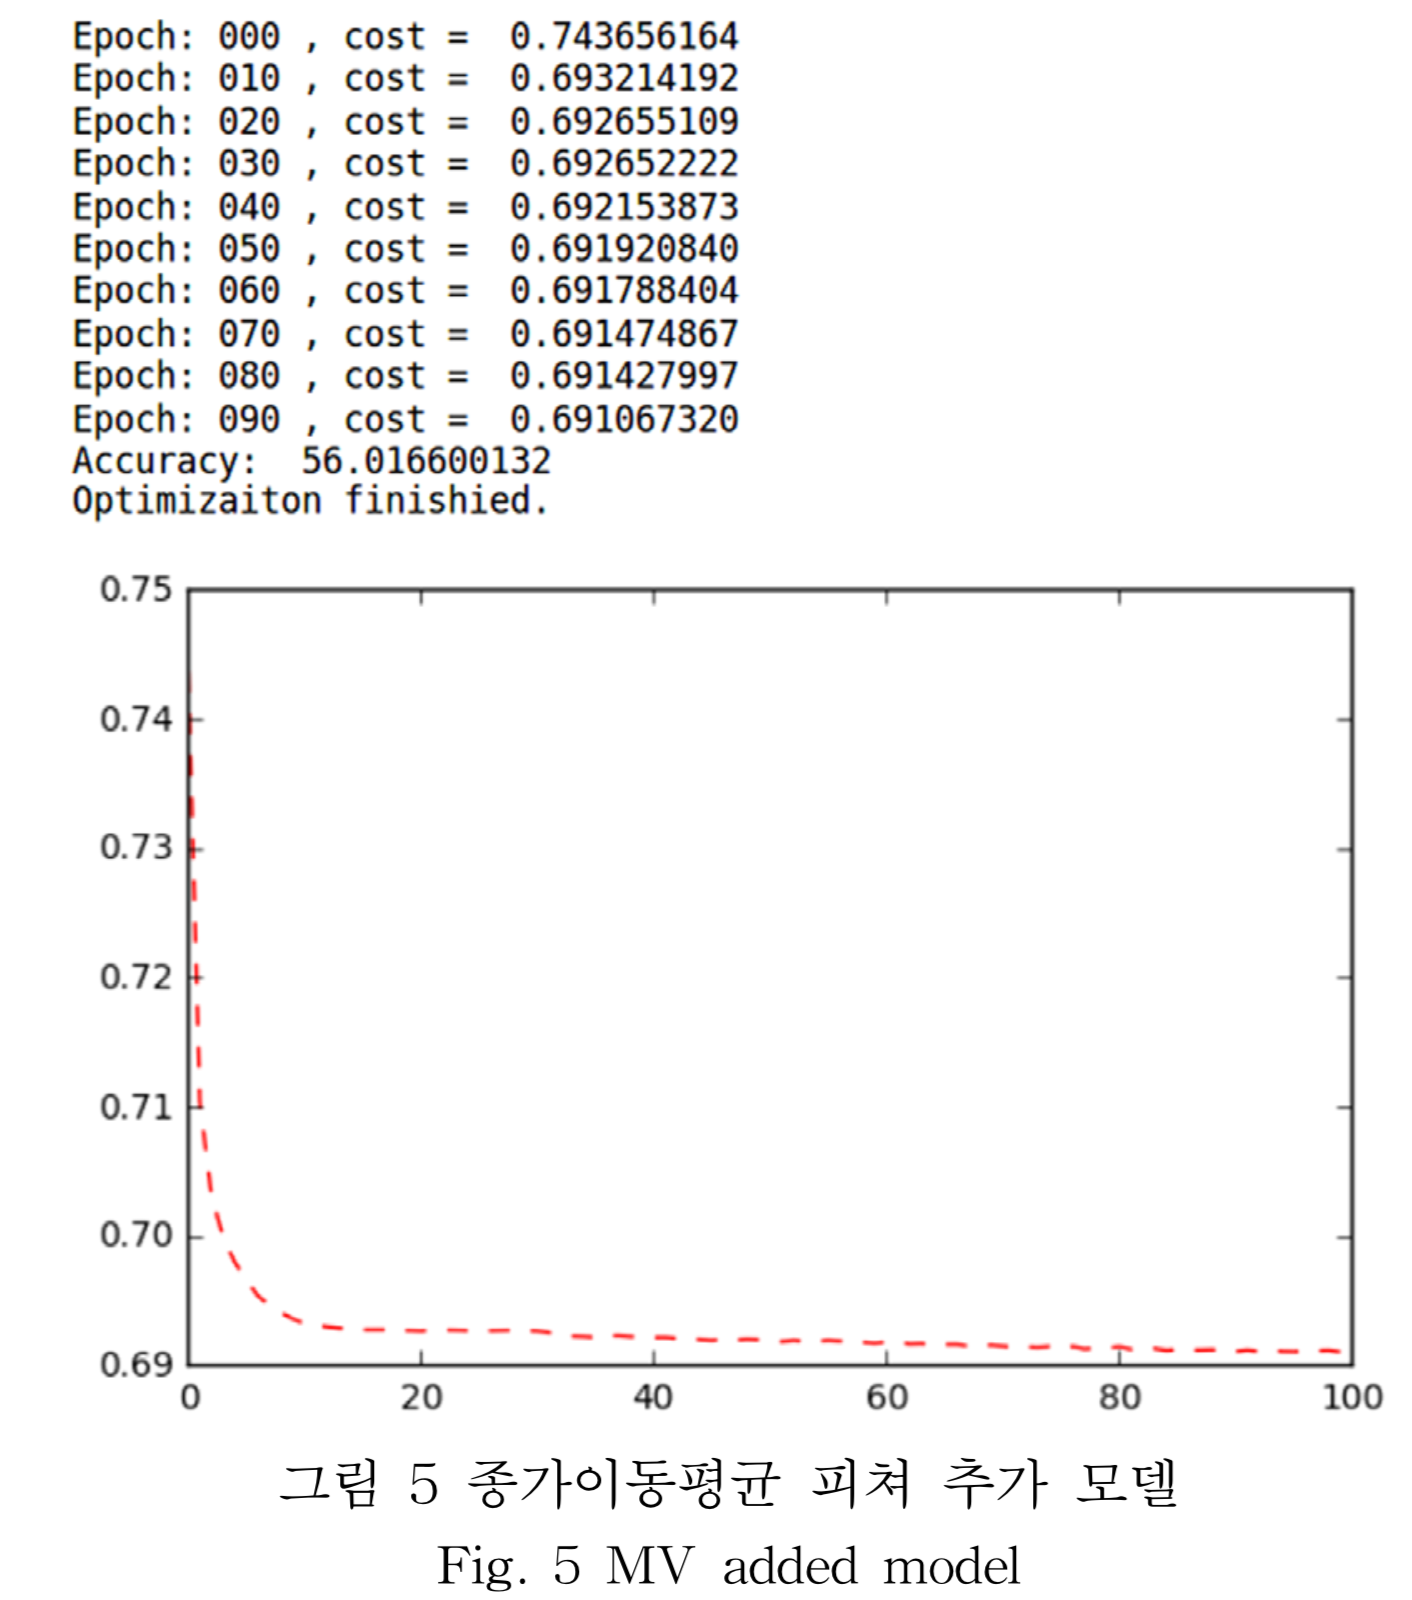 Epoch: 000 , cost =  0.743656164
Epoch: 010 , cost =  0.693214192
Epoch: 020 , cost =  0.692655109
Epoch: 030 , cost =  0.692652222
Epoch: 040 , cost =  0.692153873
Epoch: 050 , cost =  0.691920840
Epoch: 060 , cost =  0.691788404
Epoch: 070 , cost =  0.691474867
Epoch: 080 , cost =  0.691427997
Epoch: 090 , cost =  0.691067320
Accuracy:  56.016600132
Optimizaiton finishied.
0.75
0.74
0.73
0.72
0.71
0.70
0.69
0 20 40 60 80 100
그림 5 종가이동평균 피쳐 추가 모델
Fig. 5 MV added model